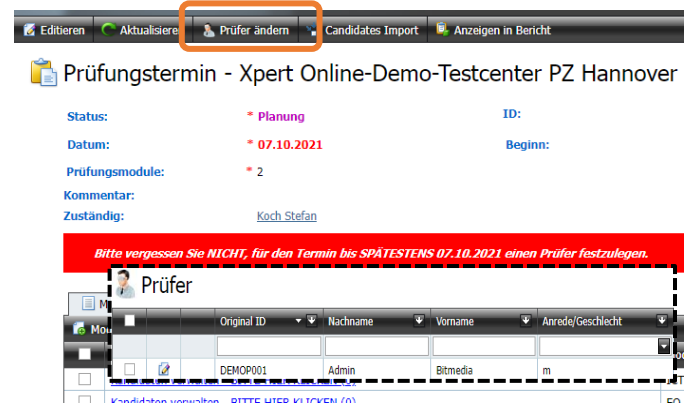 Editieren Aktualisiere Prüfer ändern Candidates Import Anzeigen in Bericht
Prüfungstermin - Xpert Online-Demo-Testcenter PZ Hannover
Status: * Planung ID:
Datum: * 07.10.2021 Beginn:
Prüfungsmodule: * 2
Kommentar:
Zuständig: Koch Stefan
Bitte vergessen Sie NICHT, für den Termin bis SPÄTESTENS 07.10.2021 einen Prüfer festzulegen.
Prüfer
Original ID Nachname Vorname Anrede/Geschlecht
DEMOP001 Admin Bitmedia m
Kandidaten verwalten - BITTE HIER KLICKEN (0)